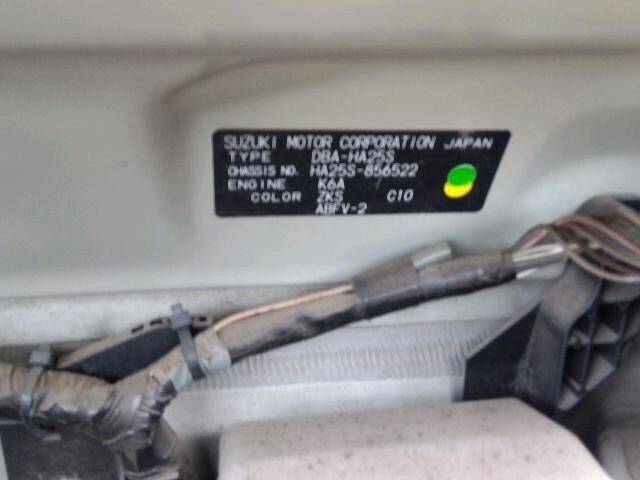 SUZUKI MOTOR CORPORATION JAPAN
TYPE DBA-HA25S
CHASSIS NO. HA25S-856522
ENGINE K6A
COLOR ZKS C10
ABFV-2